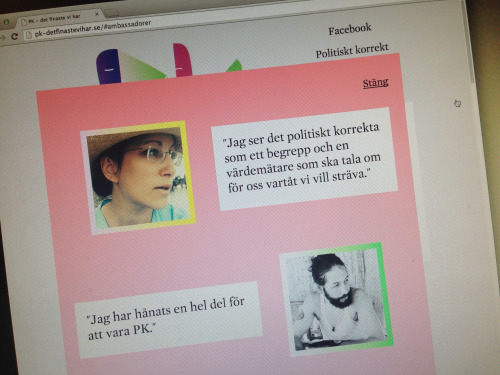 PK - det finaste vi har
pk-detfinastevihar.se/#ambassadorer
Facebook
Politiskt korrekt
Stäng
"Jag ser det politiskt korrekta
som ett begrepp och en
värdemätare som ska tala om
för oss vartåt vi vill sträva."
"Jag har hånats en hel del för
att vara PK."